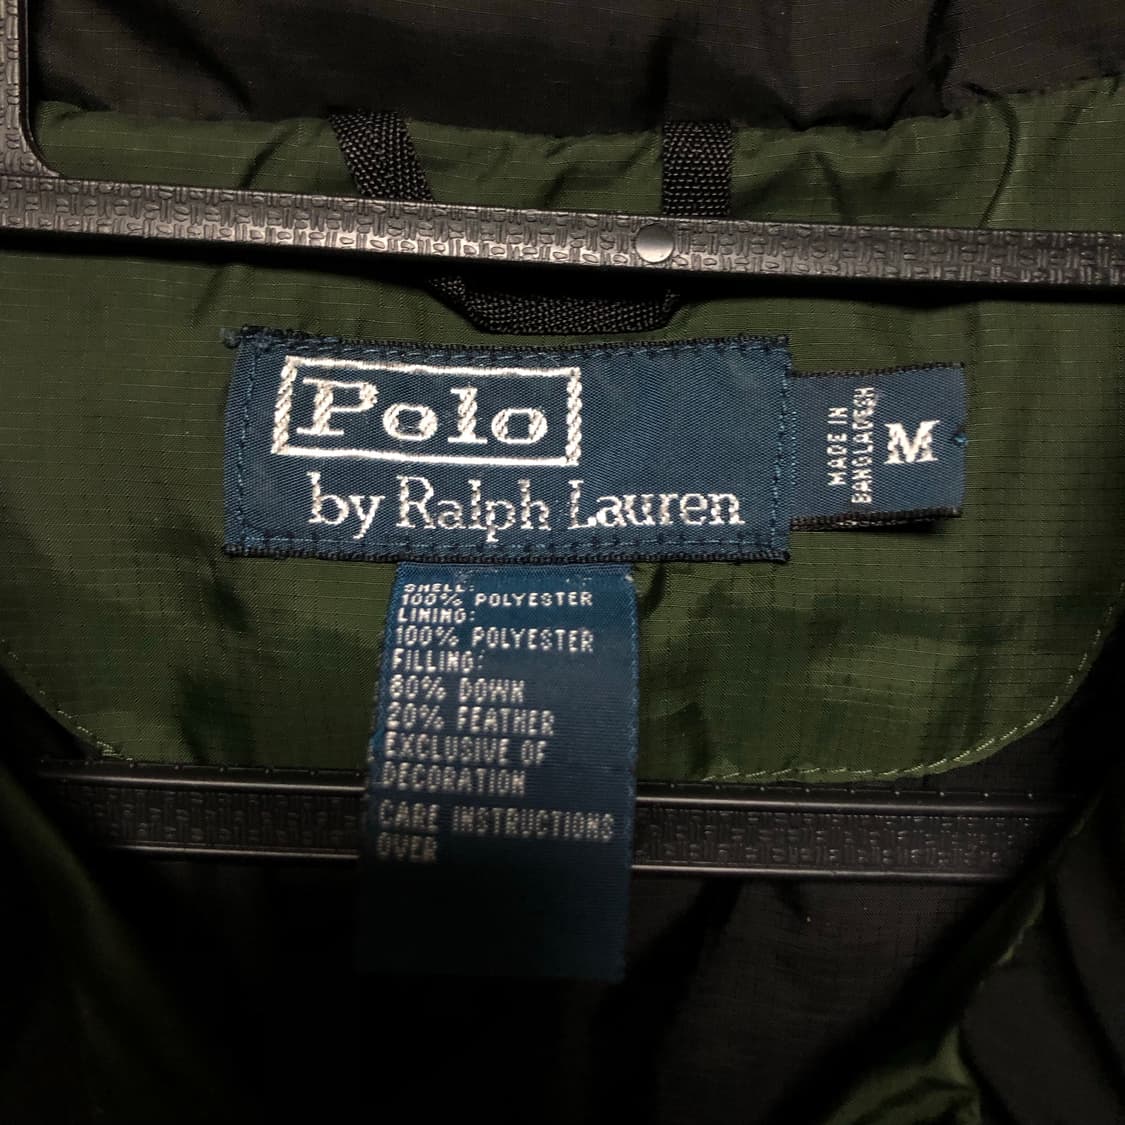 Polo
by Ralph Lauren
MADE IN
BANGLADESH
M
SHELL:
100% POLYESTER
LINING:
100% POLYESTER
FILLING:
80% DOWN
20% FEATHER
EXCLUSIVE OF
DECORATION
CARE INSTRUCTIONS
OVER